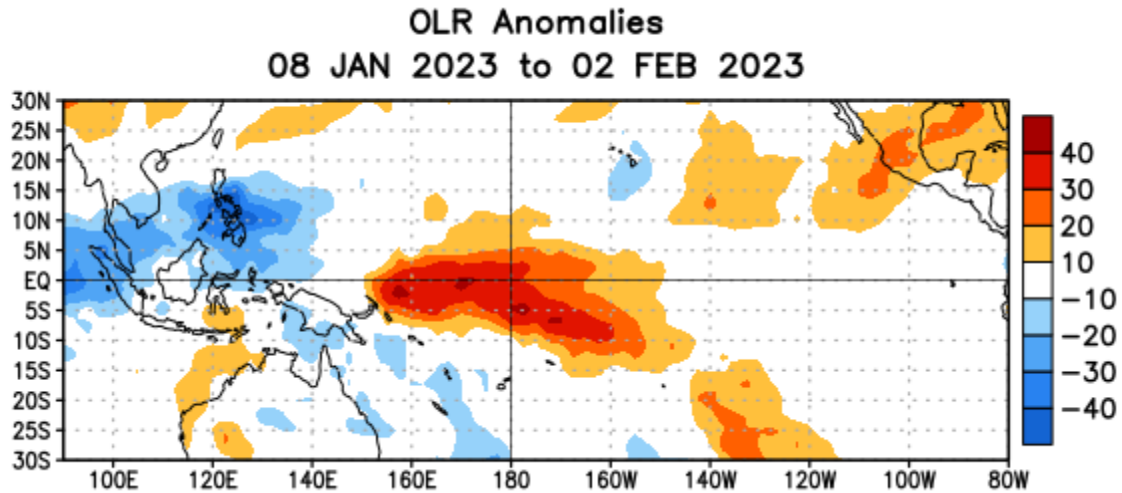 OLR Anomalies
08 JAN 2023 to 02 FEB 2023
30N
25N
20N
15N
10N
5N
EQ
5S
10S
15S
20S
25S
30S
100E
120E
140E
160E
180
160W
140W
120W
100W
80W
40
30
20
10
−10
−20
−30
−40